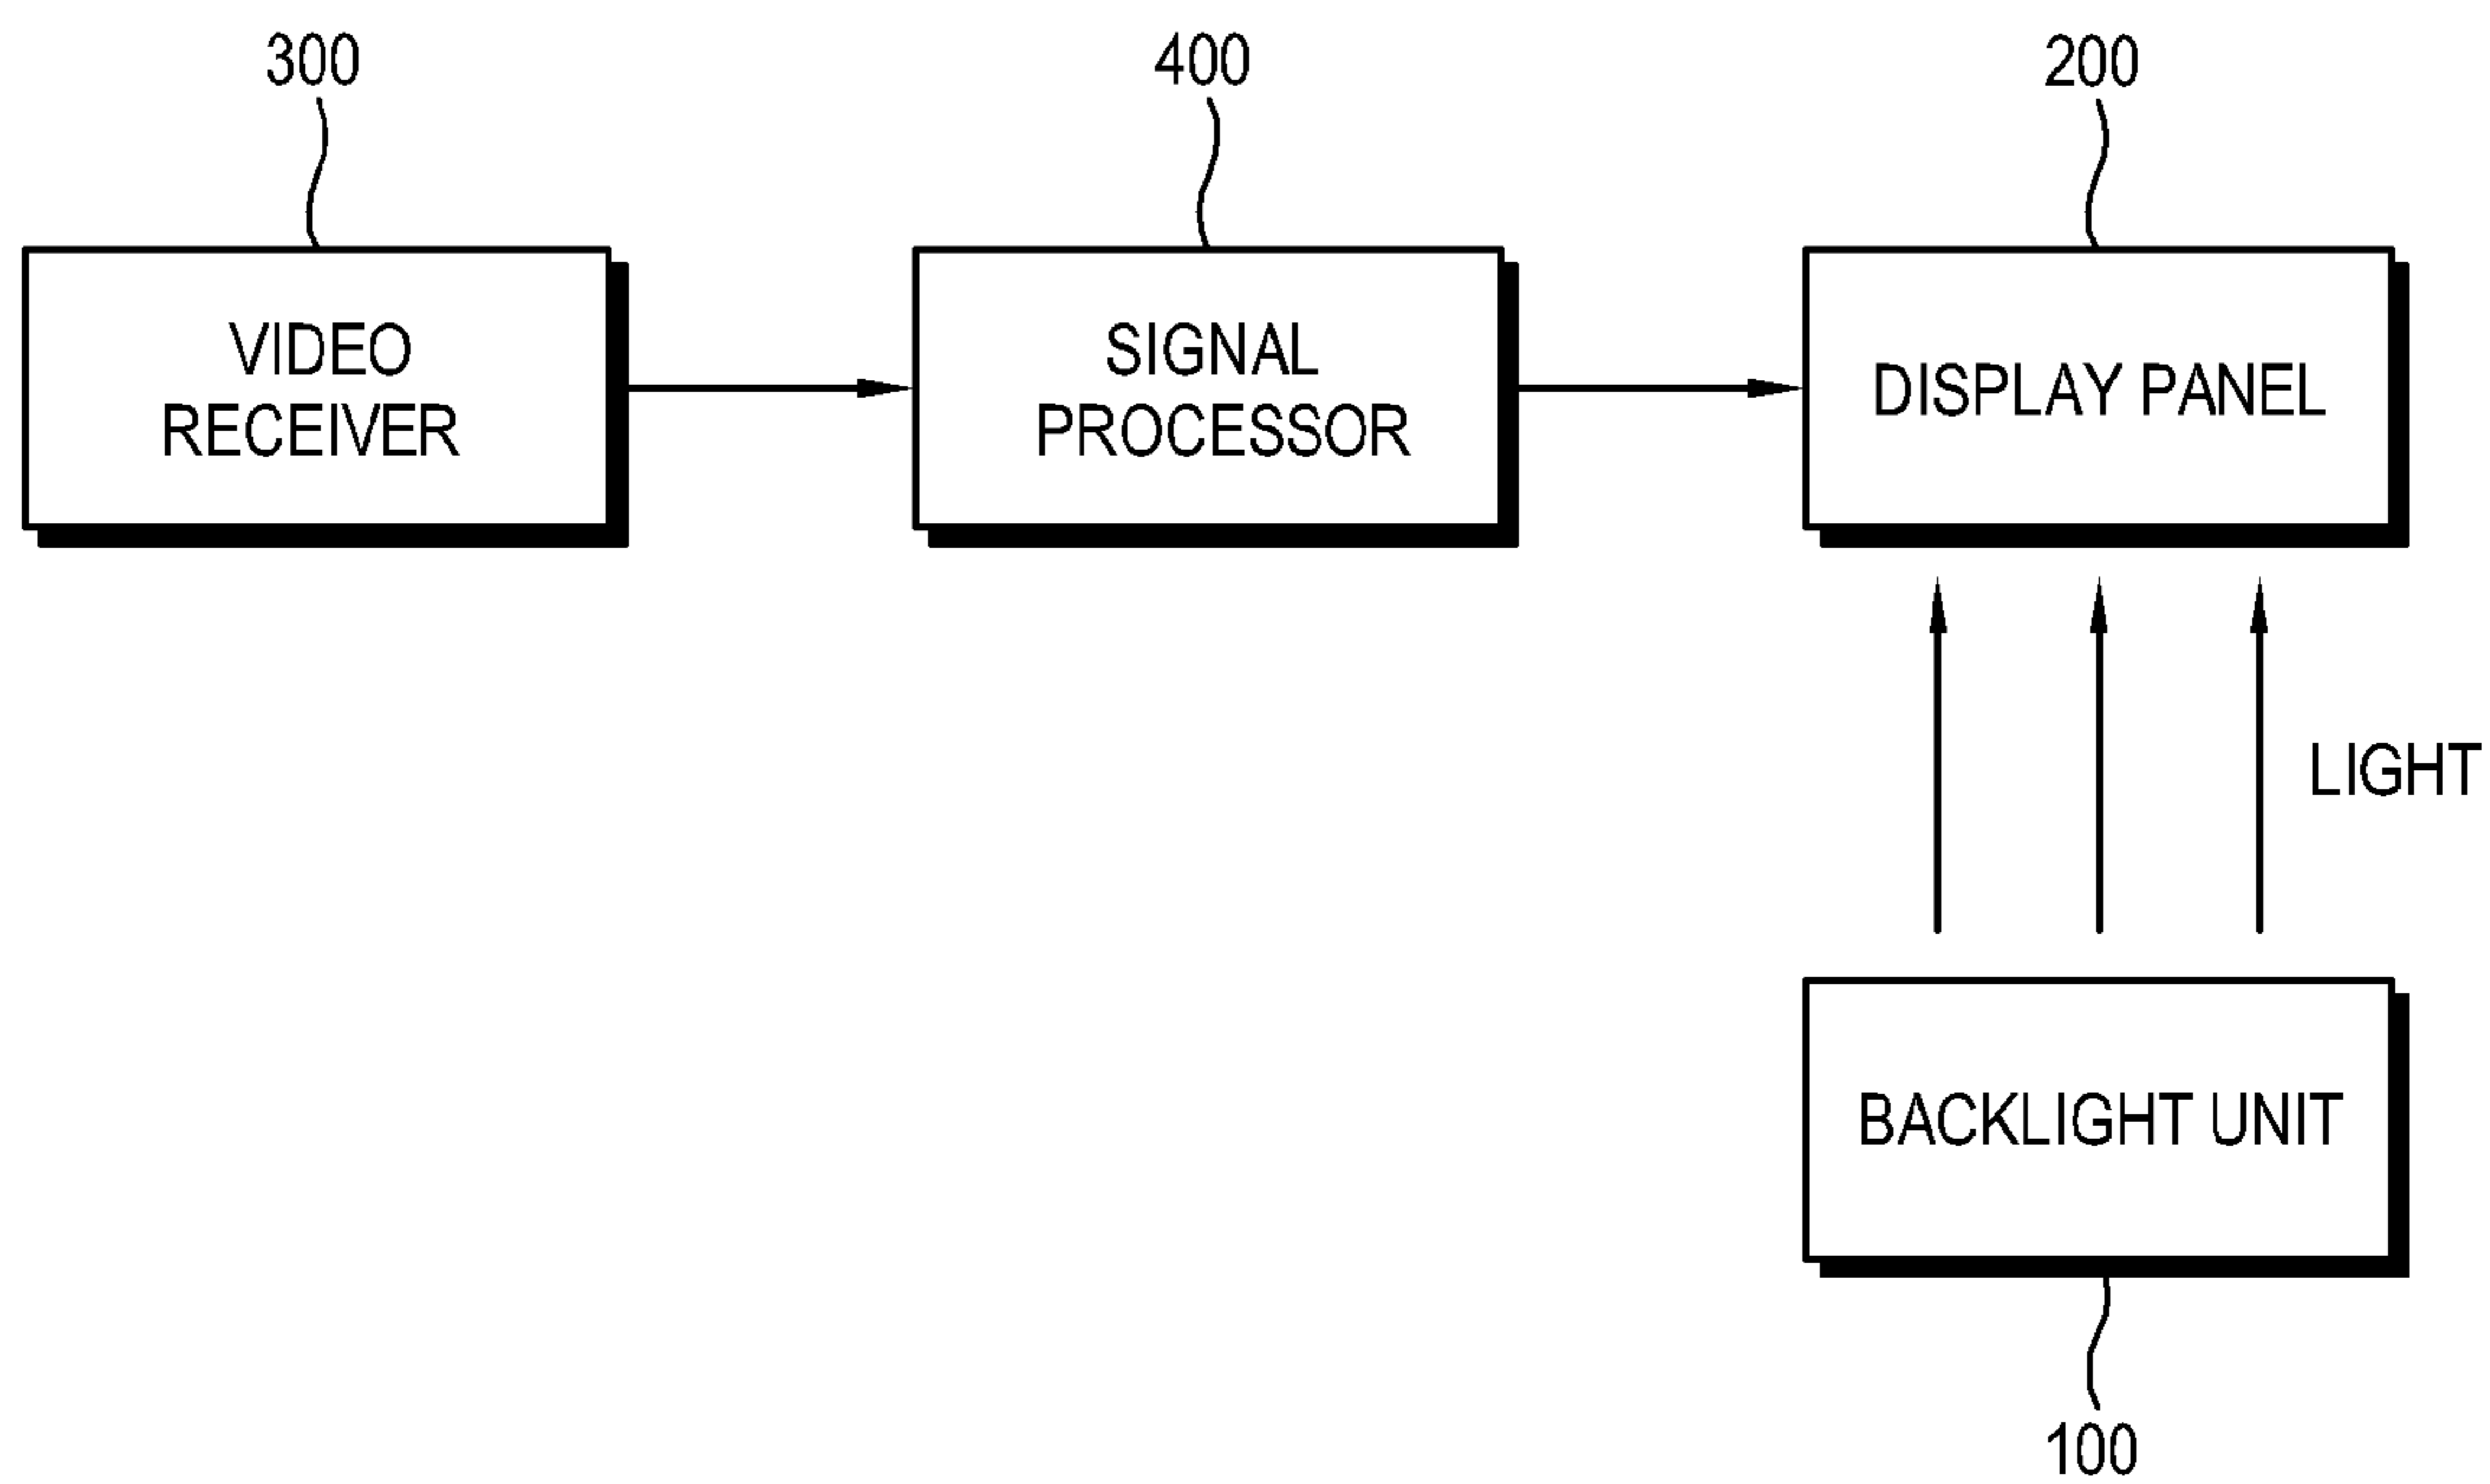 300
400
200
VIDEO
RECEIVER
SIGNAL
PROCESSOR
DISPLAY PANEL
LIGHT
BACKLIGHT UNIT
100